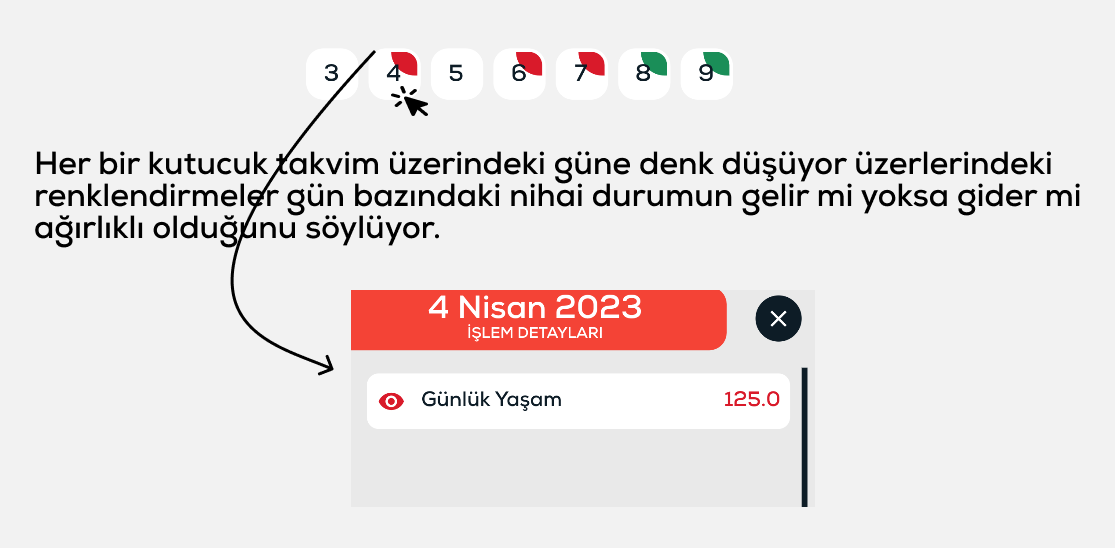 3 4 5 6 7 8 9
Her bir kutucuk takvim üzerindeki güne denk düşüyor üzerlerindeki
renklendirmeler gün bazındaki nihai durumun gelir mi yoksa gider mi
ağırlıklı olduğunu söylüyor.
4 Nisan 2023
İŞLEM DETAYLARI
Günlük Yaşam 125.0